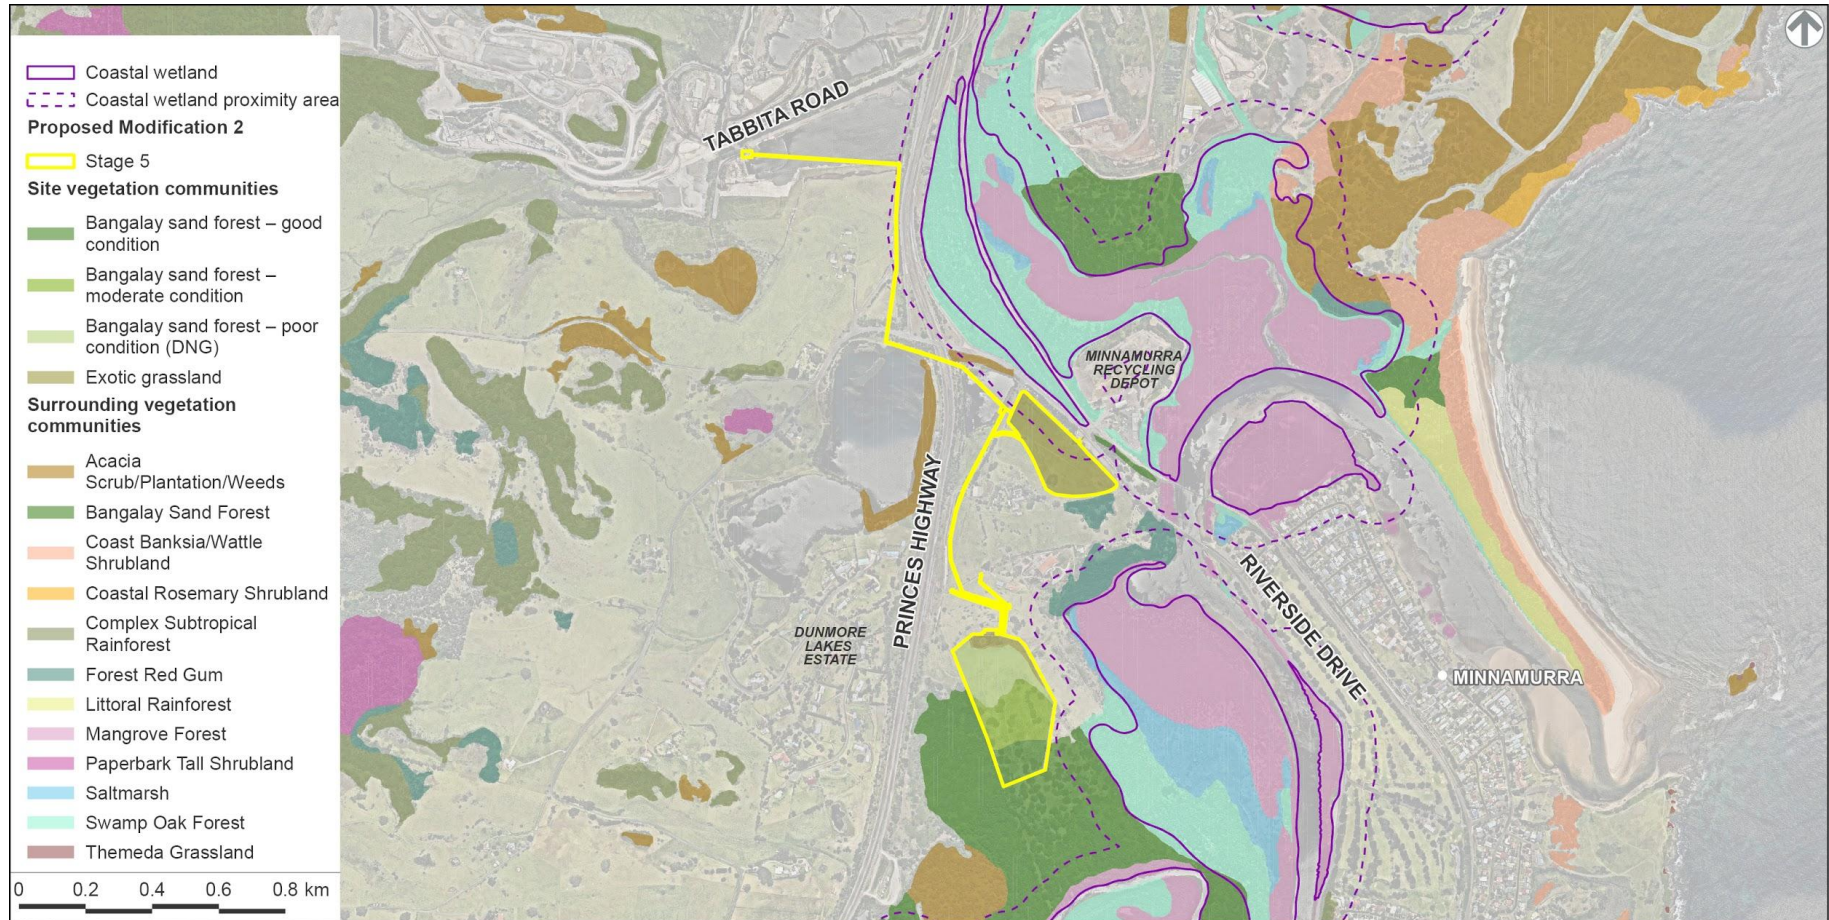 Coastal wetland
Coastal wetland proximity area
Proposed Modification 2
Stage 5
Site vegetation communities
Bangalay sand forest – good
condition
Bangalay sand forest –
moderate condition
Bangalay sand forest – poor
condition (DNG)
Exotic grassland
Surrounding vegetation
communities
Acacia
Scrub/Plantation/Weeds
Bangalay Sand Forest
Coast Banksia/Wattle
Shrubland
Coastal Rosemary Shrubland
Complex Subtropical
Rainforest
Forest Red Gum
Littoral Rainforest
Mangrove Forest
Paperbark Tall Shrubland
Saltmarsh
Swamp Oak Forest
Themeda Grassland
0 0.2 0.4 0.6 0.8 km
TABBITA ROAD
MINNAMURRA
RECYCLING
DEPOT
PRINCES HIGHWAY
DUNMORE
LAKES
ESTATE
RIVERSIDE DRIVE
MINNAMURRA